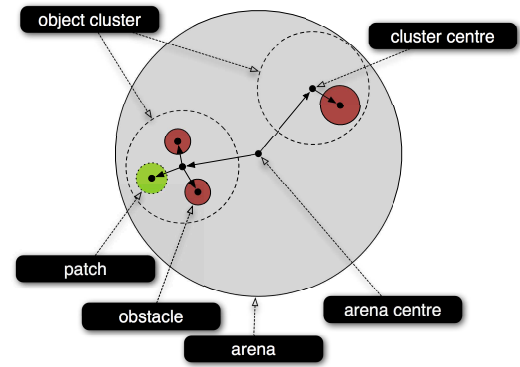 object cluster
cluster centre
patch
obstacle
arena centre
arena